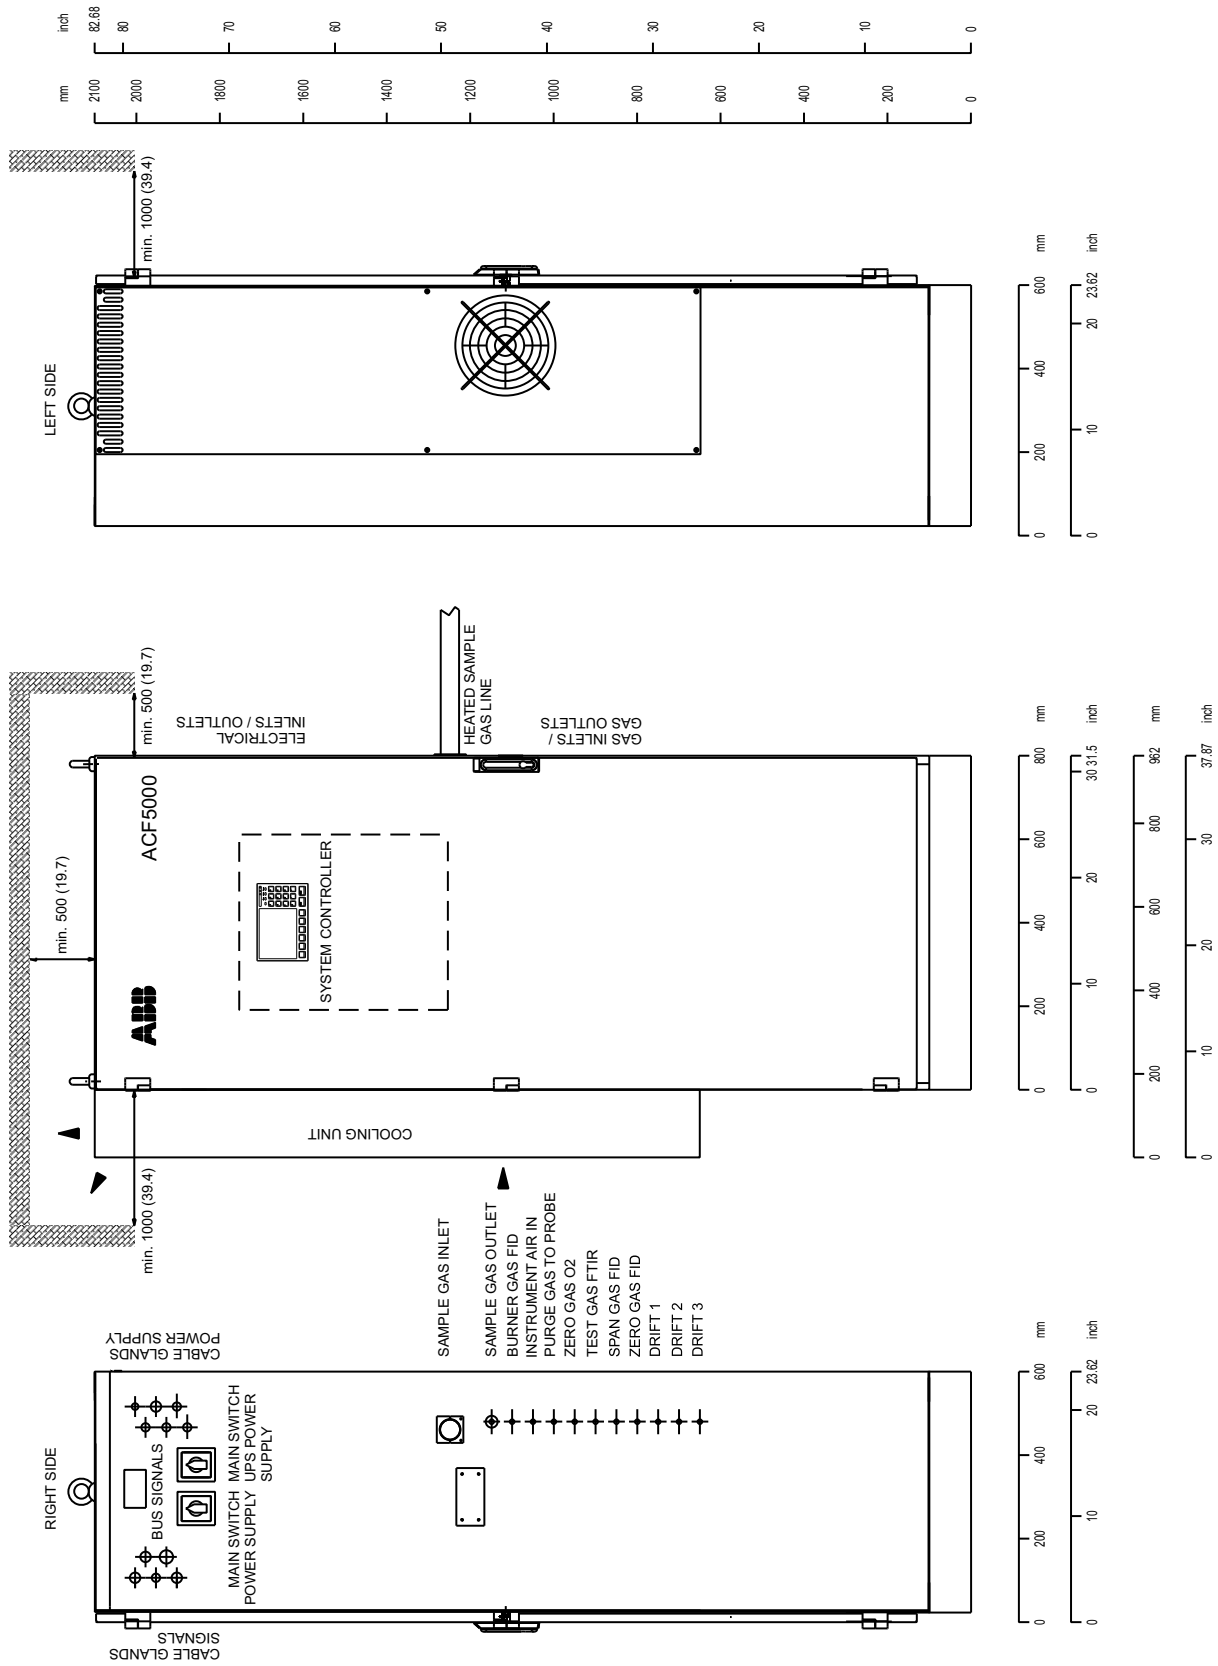 RIGHT SIDE
CABLE GLANDS
SIGNALS
BUS SIGNALS
CABLE GLANDS
POWER SUPPLY
MAIN SWITCH
POWER SUPPLY
MAIN SWITCH
UPS POWER
SUPPLY
SAMPLE GAS INLET
SAMPLE GAS OUTLET
BURNER GAS FID
INSTRUMENT AIR IN
PURGE GAS TO PROBE
ZERO GAS O2
TEST GAS FTIR
SPAN GAS FID
ZERO GAS FID
DRIFT 1
DRIFT 2
DRIFT 3
0 200 400 600 mm
0 10 20 23.62 inch
min. 500 (19.7)
min. 1000 (39.4)
min. 500 (19.7)
ABB
ACF5000
COOLING UNIT
SYSTEM CONTROLLER
ELECTRICAL
INLETS / OUTLETS
HEATED SAMPLE
GAS LINE
GAS INLETS /
GAS OUTLETS
0 200 400 600 800 mm
0 10 20 30 31.5 inch
0 200 400 600 800 962 mm
0 10 20 30 37.87 inch
LEFT SIDE
min. 1000 (39.4)
0 200 400 600 mm
0 10 20 23.62 inch
mm
2100
2000
1800
1600
1400
1200
1000
800
600
400
200
0
inch
82.68
80
70
60
50
40
30
20
10
0